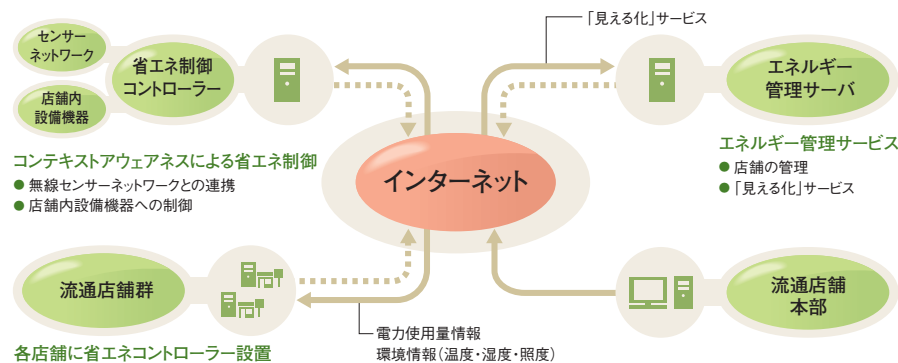 「見える化」サービス
センサー
ネットワーク
省エネ制御
コントローラー
店舗内
設備機器
エネルギー
管理サーバ
コンテキストアウェアネスによる省エネ制御
● 無線センサーネットワークとの連携
● 店舗内設備機器への制御
インターネット
エネルギー管理サービス
● 店舗の管理
● 「見える化」サービス
流通店舗群
流通店舗
本部
各店舗に省エネコントローラー設置
電力使用量情報
環境情報（温度・湿度・照度）